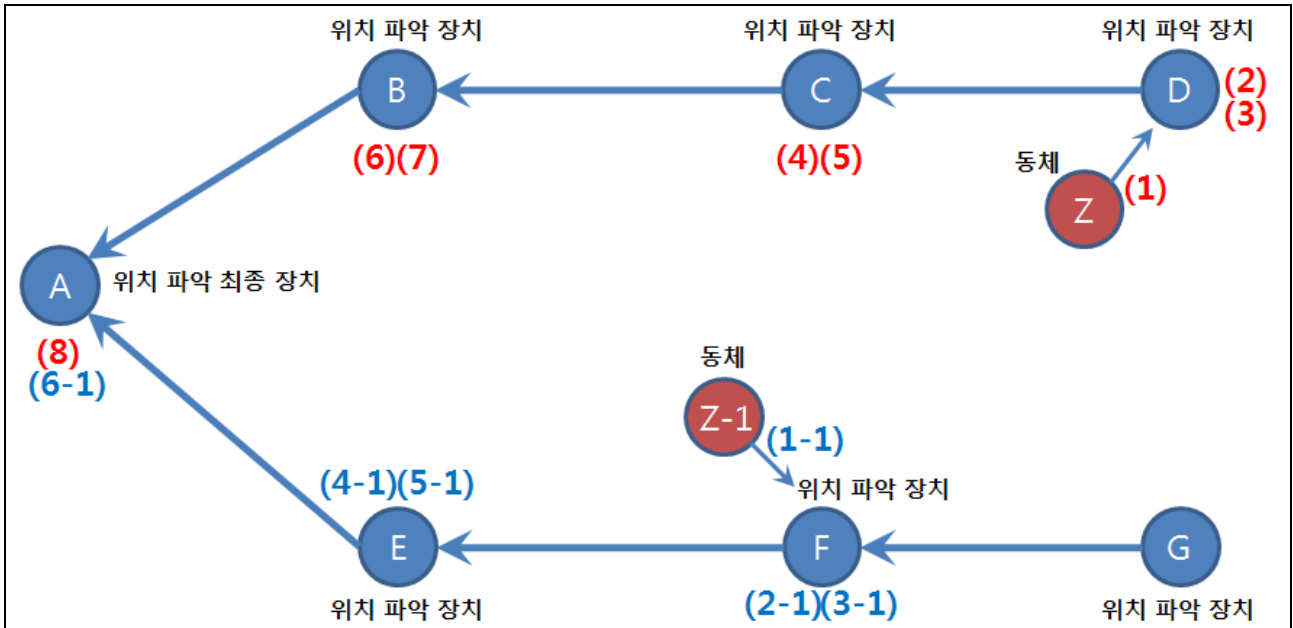 위치 파악 장치
위치 파악 장치
위치 파악 장치
B
C
D
(2)
(3)
(6)(7)
(4)(5)
동체
(1)
Z
A
위치 파악 최종 장치
(8)
(6-1)
동체
Z-1
(1-1)
(4-1)(5-1)
위치 파악 장치
E
F
G
(2-1)(3-1)
위치 파악 장치
위치 파악 장치